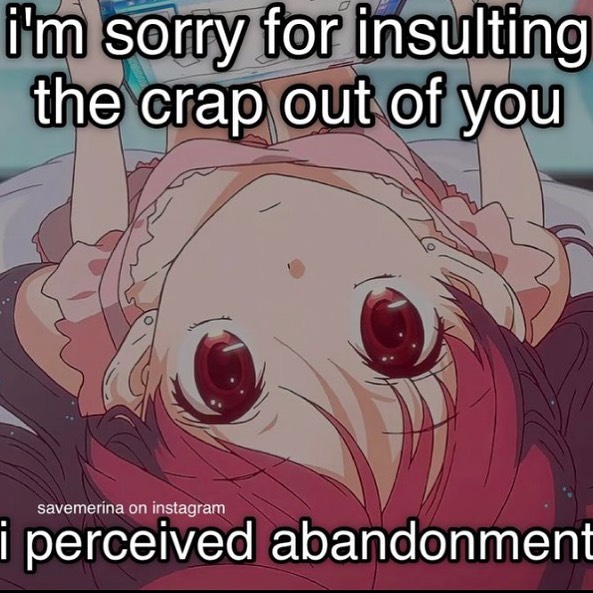 i'm sorry for insulting
the crap out of you
savemerina on instagram
i perceived abandonment